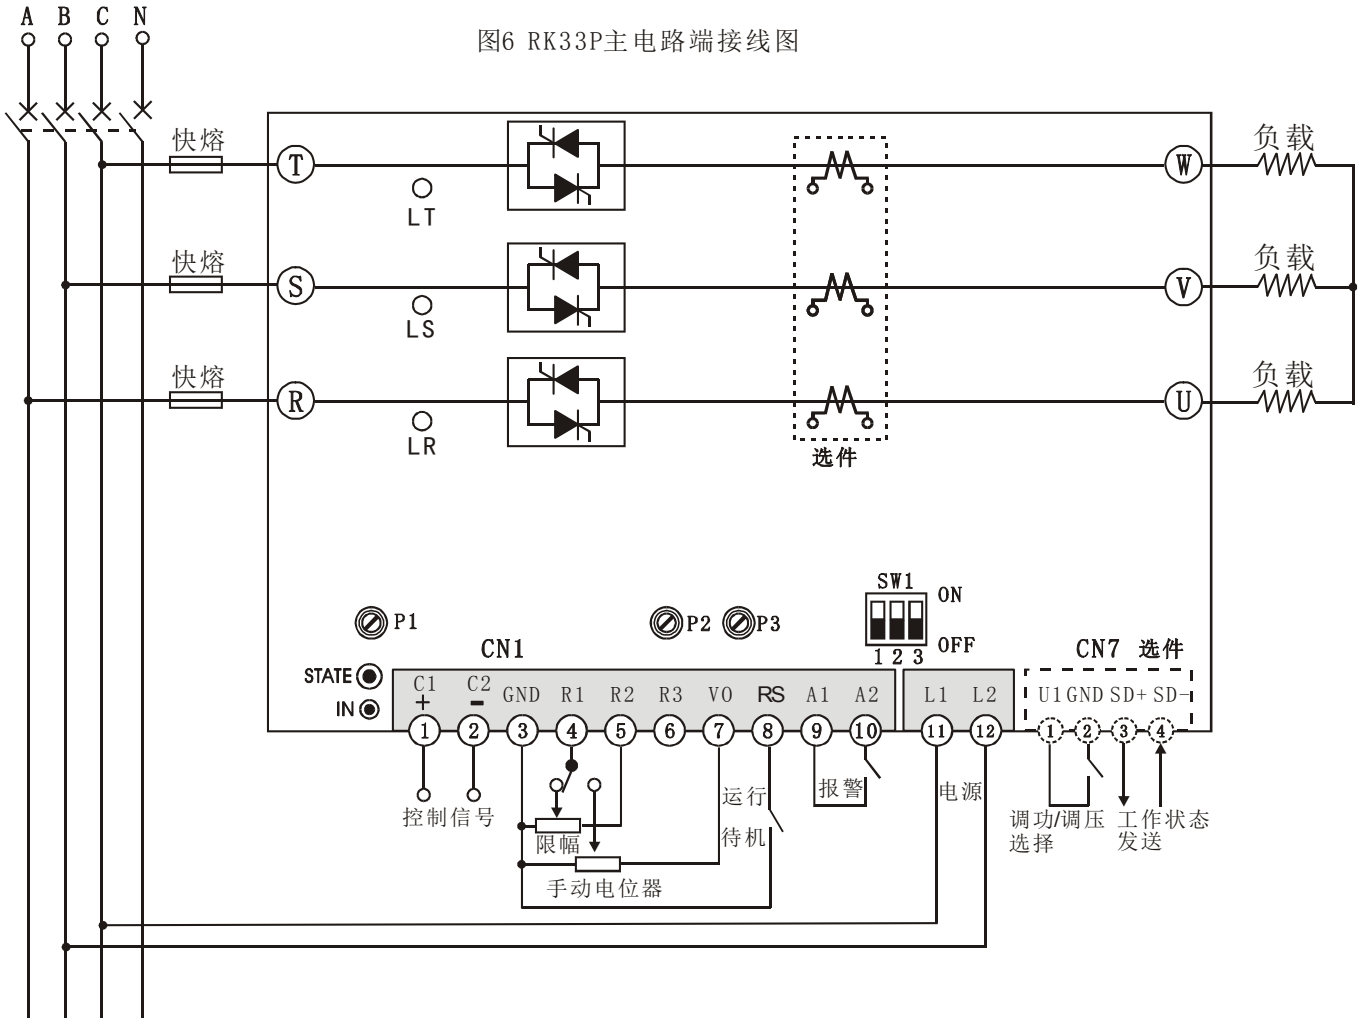 A B C N
图6 RK33P主电路端接线图
快熔 T W 负载
LT
快熔 S V 负载
LS
快熔 R U 负载
LR
选件
SW1
ON
P1 P2 P3
OFF
1 2 3
CN1 CN7 选件
STATE
C1 C2 GND R1 R2 R3 V0 RS A1 A2 L1 L2 U1 GND SD+ SD-
+ -
IN
1 2 3 4 5 6 7 8 9 10 11 12 1 2 3 4
控制信号
限幅
手动电位器
运行
待机
报警
电源
调功/调压
选择
工作状态
发送